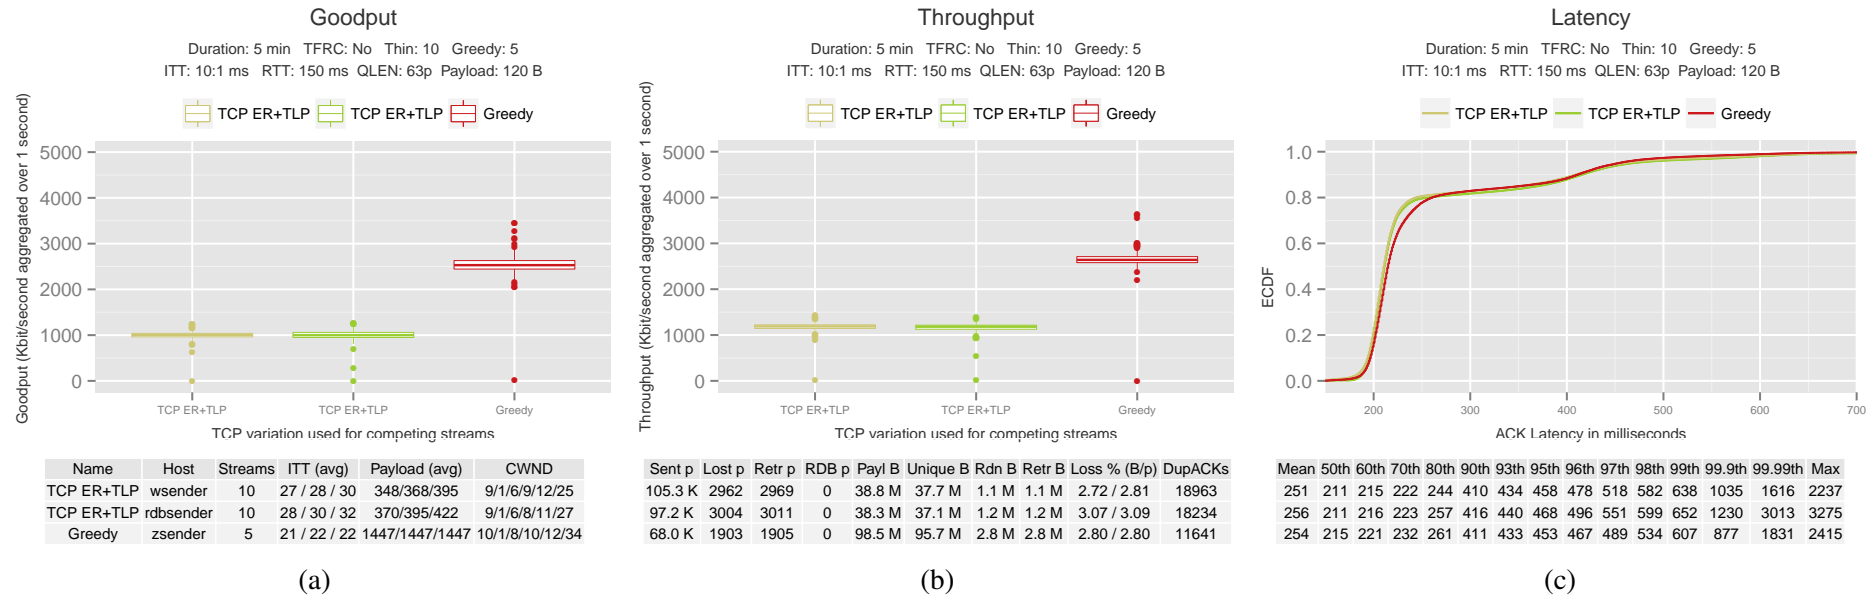 Goodput
Duration: 5 min TFRC: No Thin: 10 Greedy: 5
ITT: 10:1 ms RTT: 150 ms QLEN: 63p Payload: 120 B
TCP ER+TLP TCP ER+TLP Greedy
Goodput (Kbit/second aggregated over 1 second)
5000
4000
3000
2000
1000
0
TCP ER+TLP TCP ER+TLP Greedy
TCP variation used for competing streams
Name Host Streams ITT (avg) Payload (avg) CWND
TCP ER+TLP wsender 10 27 / 28 / 30 348/368/395 9/1/6/9/12/25
TCP ER+TLP rdbsender 10 28 / 30 / 32 370/395/422 9/1/6/8/11/27
Greedy zsender 5 21 / 22 / 22 1447/1447/1447 10/1/8/10/12/34
(a)
Throughput
Duration: 5 min TFRC: No Thin: 10 Greedy: 5
ITT: 10:1 ms RTT: 150 ms QLEN: 63p Payload: 120 B
TCP ER+TLP TCP ER+TLP Greedy
Throughput (Kbit/second aggregated over 1 second)
5000
4000
3000
2000
1000
0
TCP ER+TLP TCP ER+TLP Greedy
TCP variation used for competing streams
Sent p Lost p Retr p RDB p Payl B Unique B Rdn B Retr B Loss % (B/p) DupACKs
105.3 K 2962 2969 0 38.8 M 37.7 M 1.1 M 1.1 M 2.72 / 2.81 18963
97.2 K 3004 3011 0 38.3 M 37.1 M 1.2 M 1.2 M 3.07 / 3.09 18234
68.0 K 1903 1905 0 98.5 M 95.7 M 2.8 M 2.8 M 2.80 / 2.80 11641
(b)
Latency
Duration: 5 min TFRC: No Thin: 10 Greedy: 5
ITT: 10:1 ms RTT: 150 ms QLEN: 63p Payload: 120 B
TCP ER+TLP TCP ER+TLP Greedy
ECDF
1.0
0.8
0.6
0.4
0.2
0.0
200 300 400 500 600 700
ACK Latency in milliseconds
Mean 50th 60th 70th 80th 90th 93th 95th 96th 97th 98th 99th 99.9th 99.99th Max
251 211 215 222 244 410 434 458 478 518 582 638 1035 1616 2237
256 211 216 223 257 416 440 468 496 551 599 652 1230 3013 3275
254 215 221 232 261 411 433 453 467 489 534 607 877 1831 2415
(c)